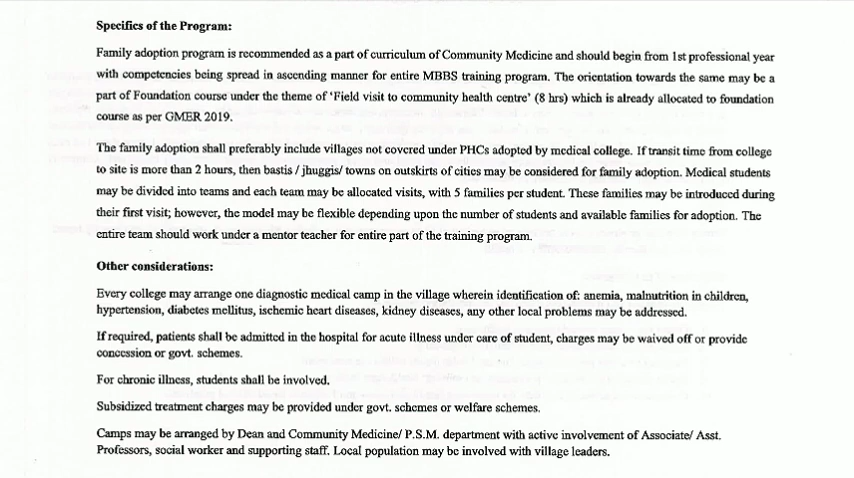 Specifics of the Program:
Family adoption program is recommended as a part of curriculum of Community Medicine and should begin from 1st professional year
with competencies being spread in ascending manner for entire MBBS training program. The orientation towards the same may be a
part of Foundation course under the theme of 'Field visit to community health centre' (8 hrs) which is already allocated to foundation
course as per GMER 2019.
The family adoption shall preferably include villages not covered under PHCs adopted by medical college. If transit time from college
to site is more than 2 hours, then bastis / jhuggis/ towns on outskirts of cities may be considered for family adoption. Medical students
may be divided into teams and each team may be allocated visits, with 5 families per student. These families may be introduced during
their first visit; however, the model may be flexible depending upon the number of students and available families for adoption. The
entire team should work under a mentor teacher for entire part of the training program.
Other considerations:
Every college may arrange one diagnostic medical camp in the village wherein identification of: anemia, malnutrition in children,
hypertension, diabetes mellitus, ischemic heart diseases, kidney diseases, any other local problems may be addressed.
If required, patients shall be admitted in the hospital for acute illness under care of student, charges may be waived off or provide
concession or govt. schemes.
For chronic illness, students shall be involved.
Subsidized treatment charges may be provided under govt. schemes or welfare schemes.
Camps may be arranged by Dean and Community Medicine/ P.S.M. department with active involvement of Associate/ Asst.
Professors, social worker and supporting staff. Local population may be involved with village leaders.